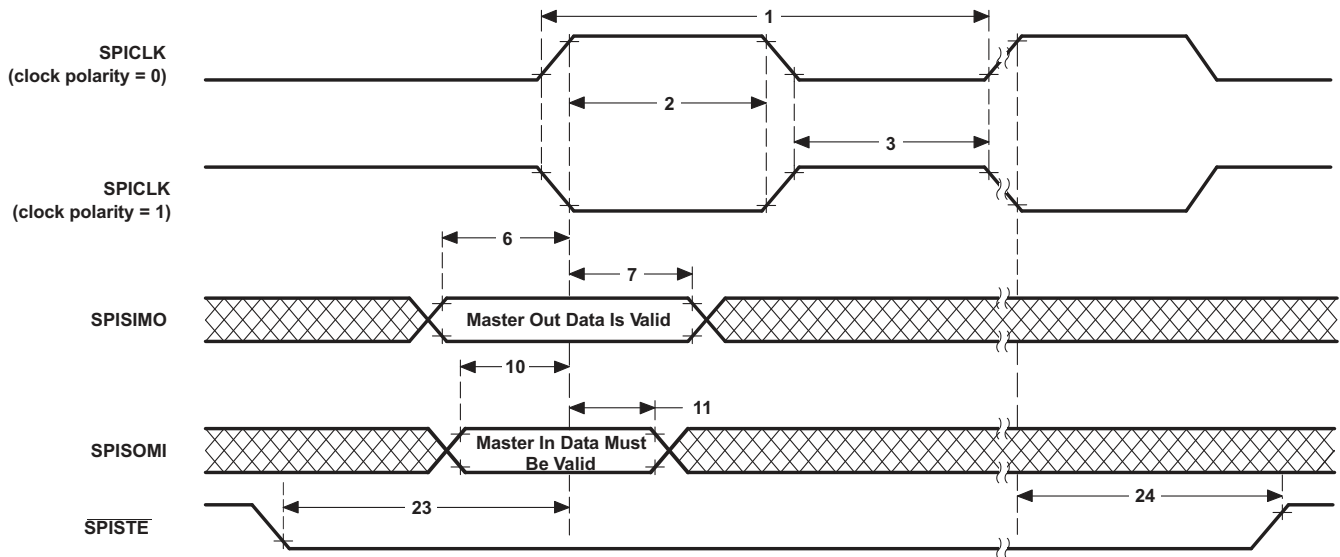 1
SPICLK
(clock polarity = 0)
2
3
SPICLK
(clock polarity = 1)
6
7
SPISIMO
Master Out Data Is Valid
10
11
SPISOMI
Master In Data Must
Be Valid
23
24
SPISTE